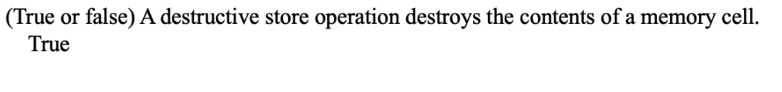 (True or false) A destructive store operation destroys the contents of a memory cell.
True